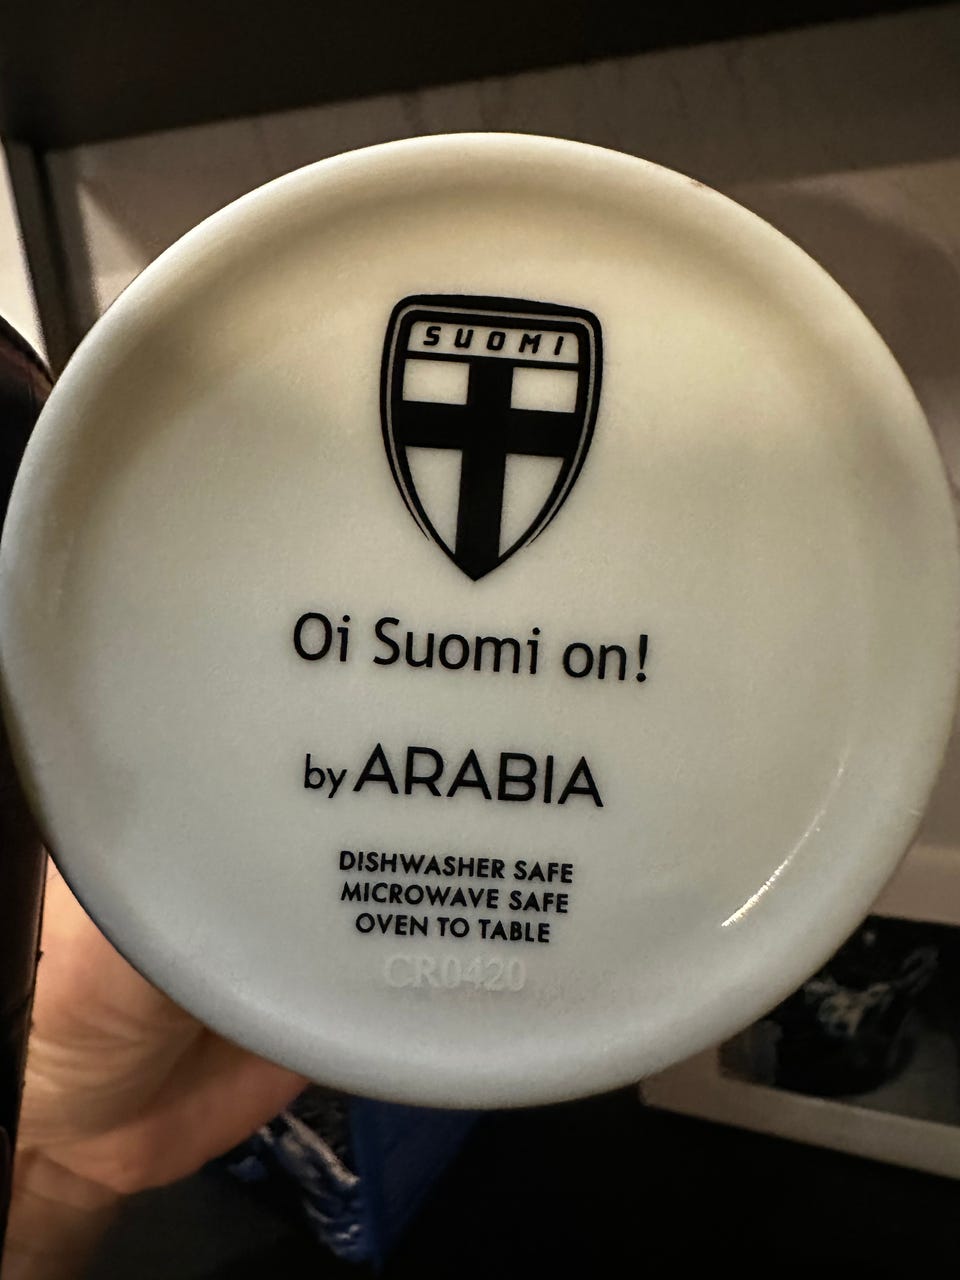 SUOMI
Oi Suomi on!
by ARABIA
DISHWASHER SAFE
MICROWAVE SAFE
OVEN TO TABLE
CR0420